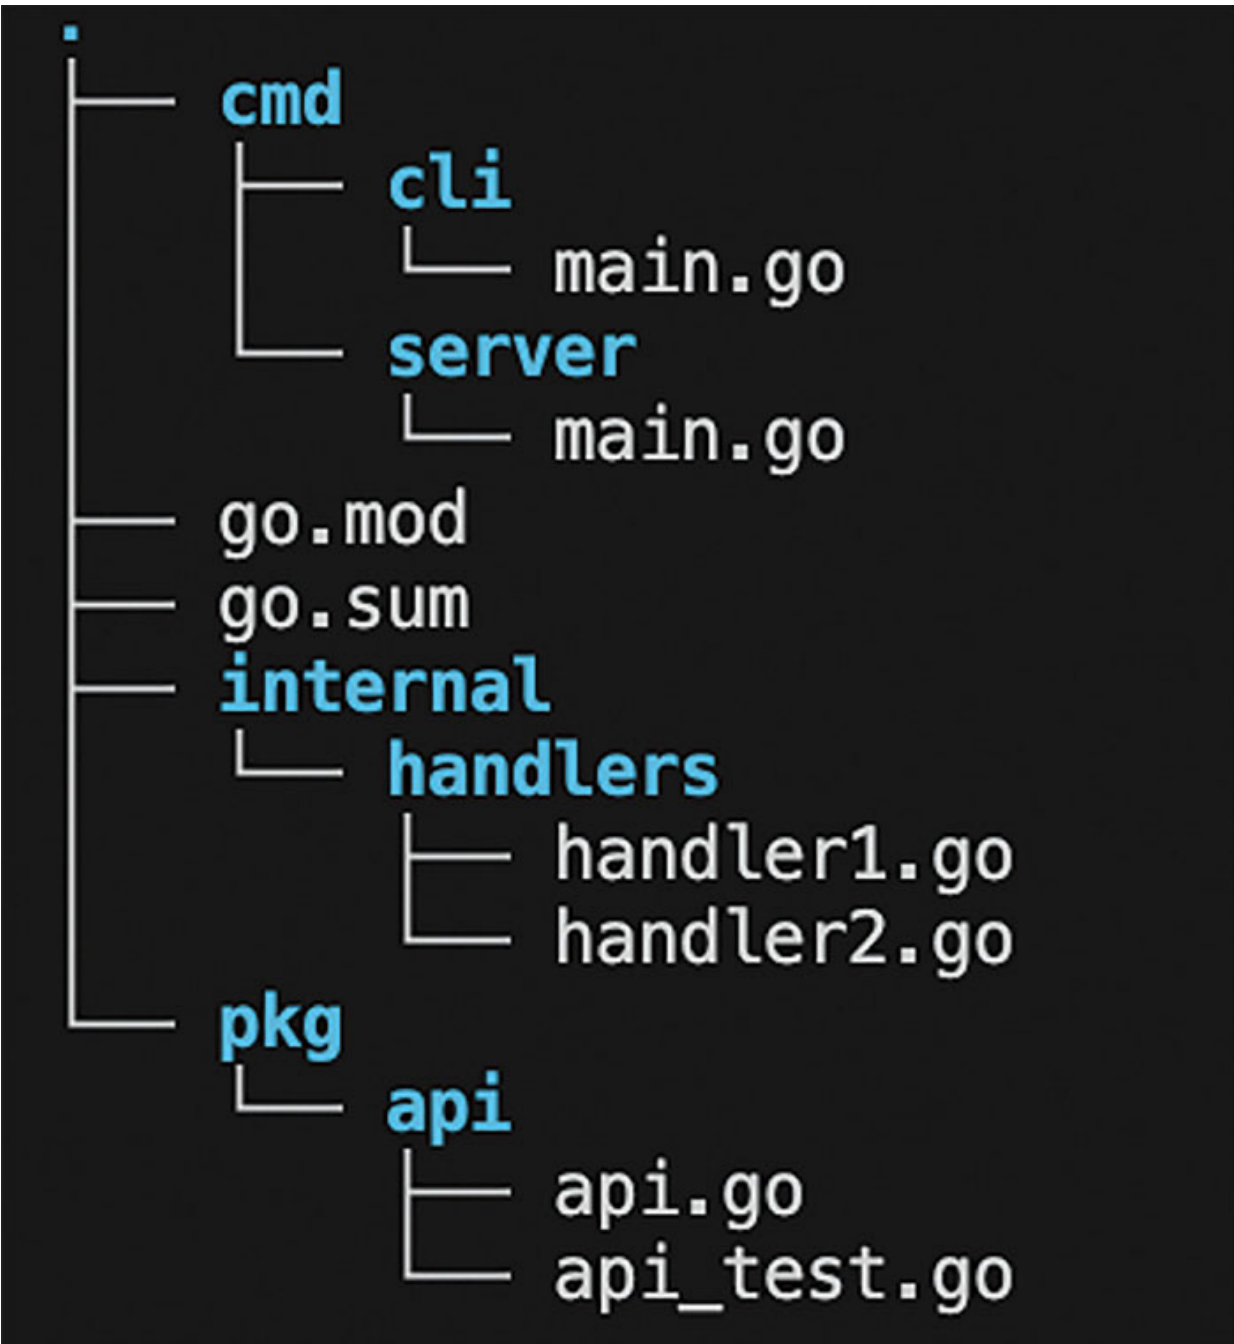 .
cmd
cli
main.go
server
main.go
go.mod
go.sum
internal
handlers
handler1.go
handler2.go
pkg
api
api.go
api_test.go